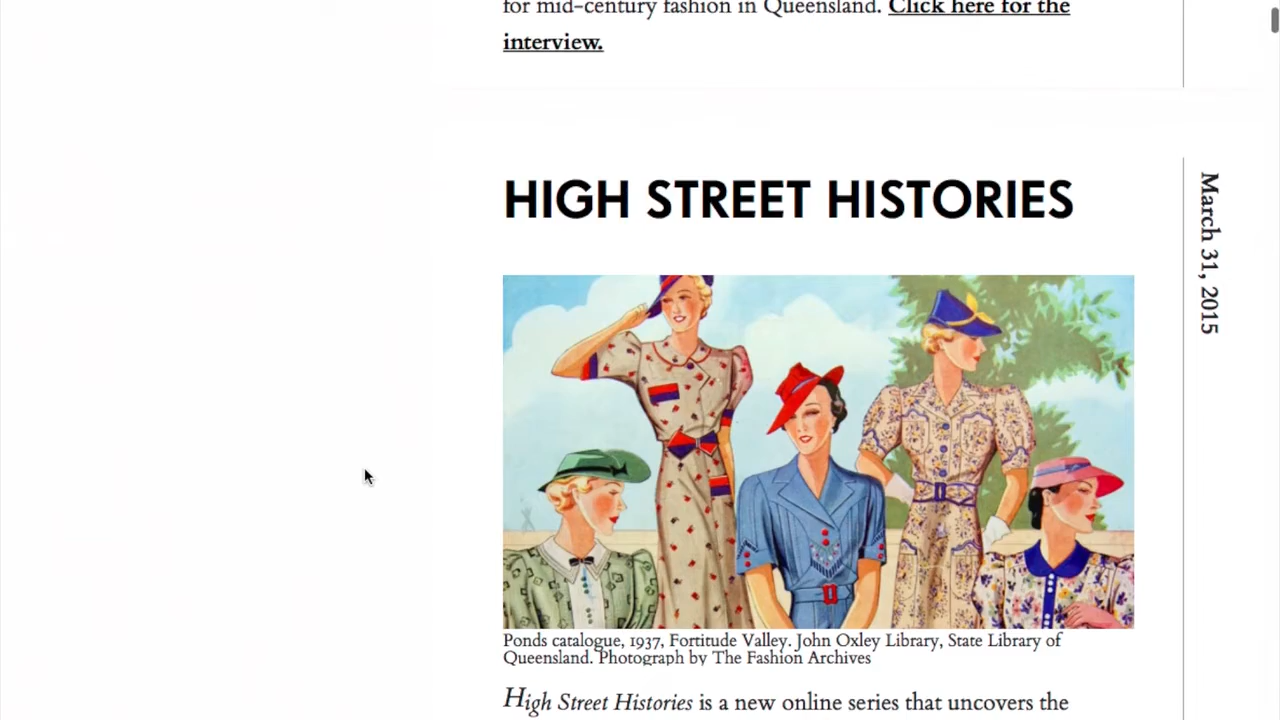 for mid-century fashion in Queensland. Click here for the
interview.
HIGH STREET HISTORIES
March 31, 2015
Ponds catalogue, 1937, Fortitude Valley. John Oxley Library, State Library of
Queensland. Photograph by The Fashion Archives
High Street Histories is a new online series that uncovers the